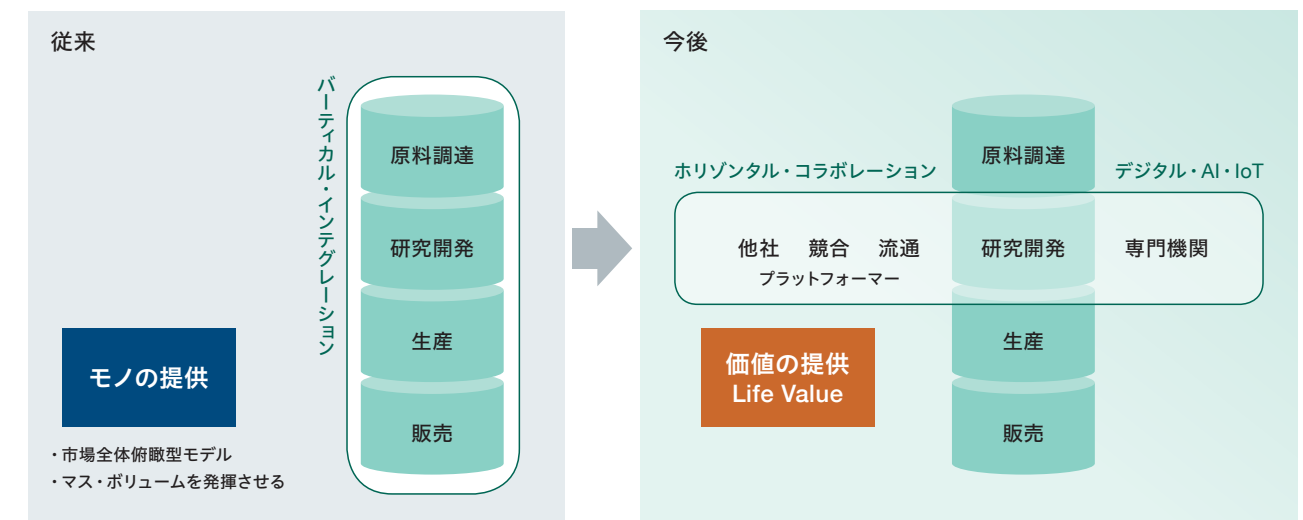 従来
バーティカル・インテグレーション
原料調達
研究開発
生産
販売
モノの提供
・市場全体俯瞰型モデル
・マス・ボリュームを発揮させる
今後
ホリゾンタル・コラボレーション
デジタル・AI・IoT
原料調達
他社 競合 流通
プラットフォーマー
研究開発
専門機関
生産
販売
価値の提供
Life Value